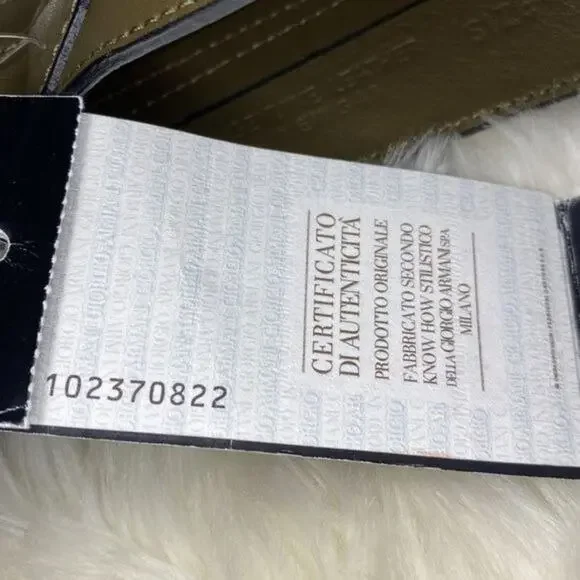 CERTIFICATO
DI AUTENTICITÀ
PRODOTTO ORIGINALE
FABBRICATO SECONDO
KNOW HOW STILISTICO
DELLA GIORGIO ARMANI SPA
MILANO
102370822